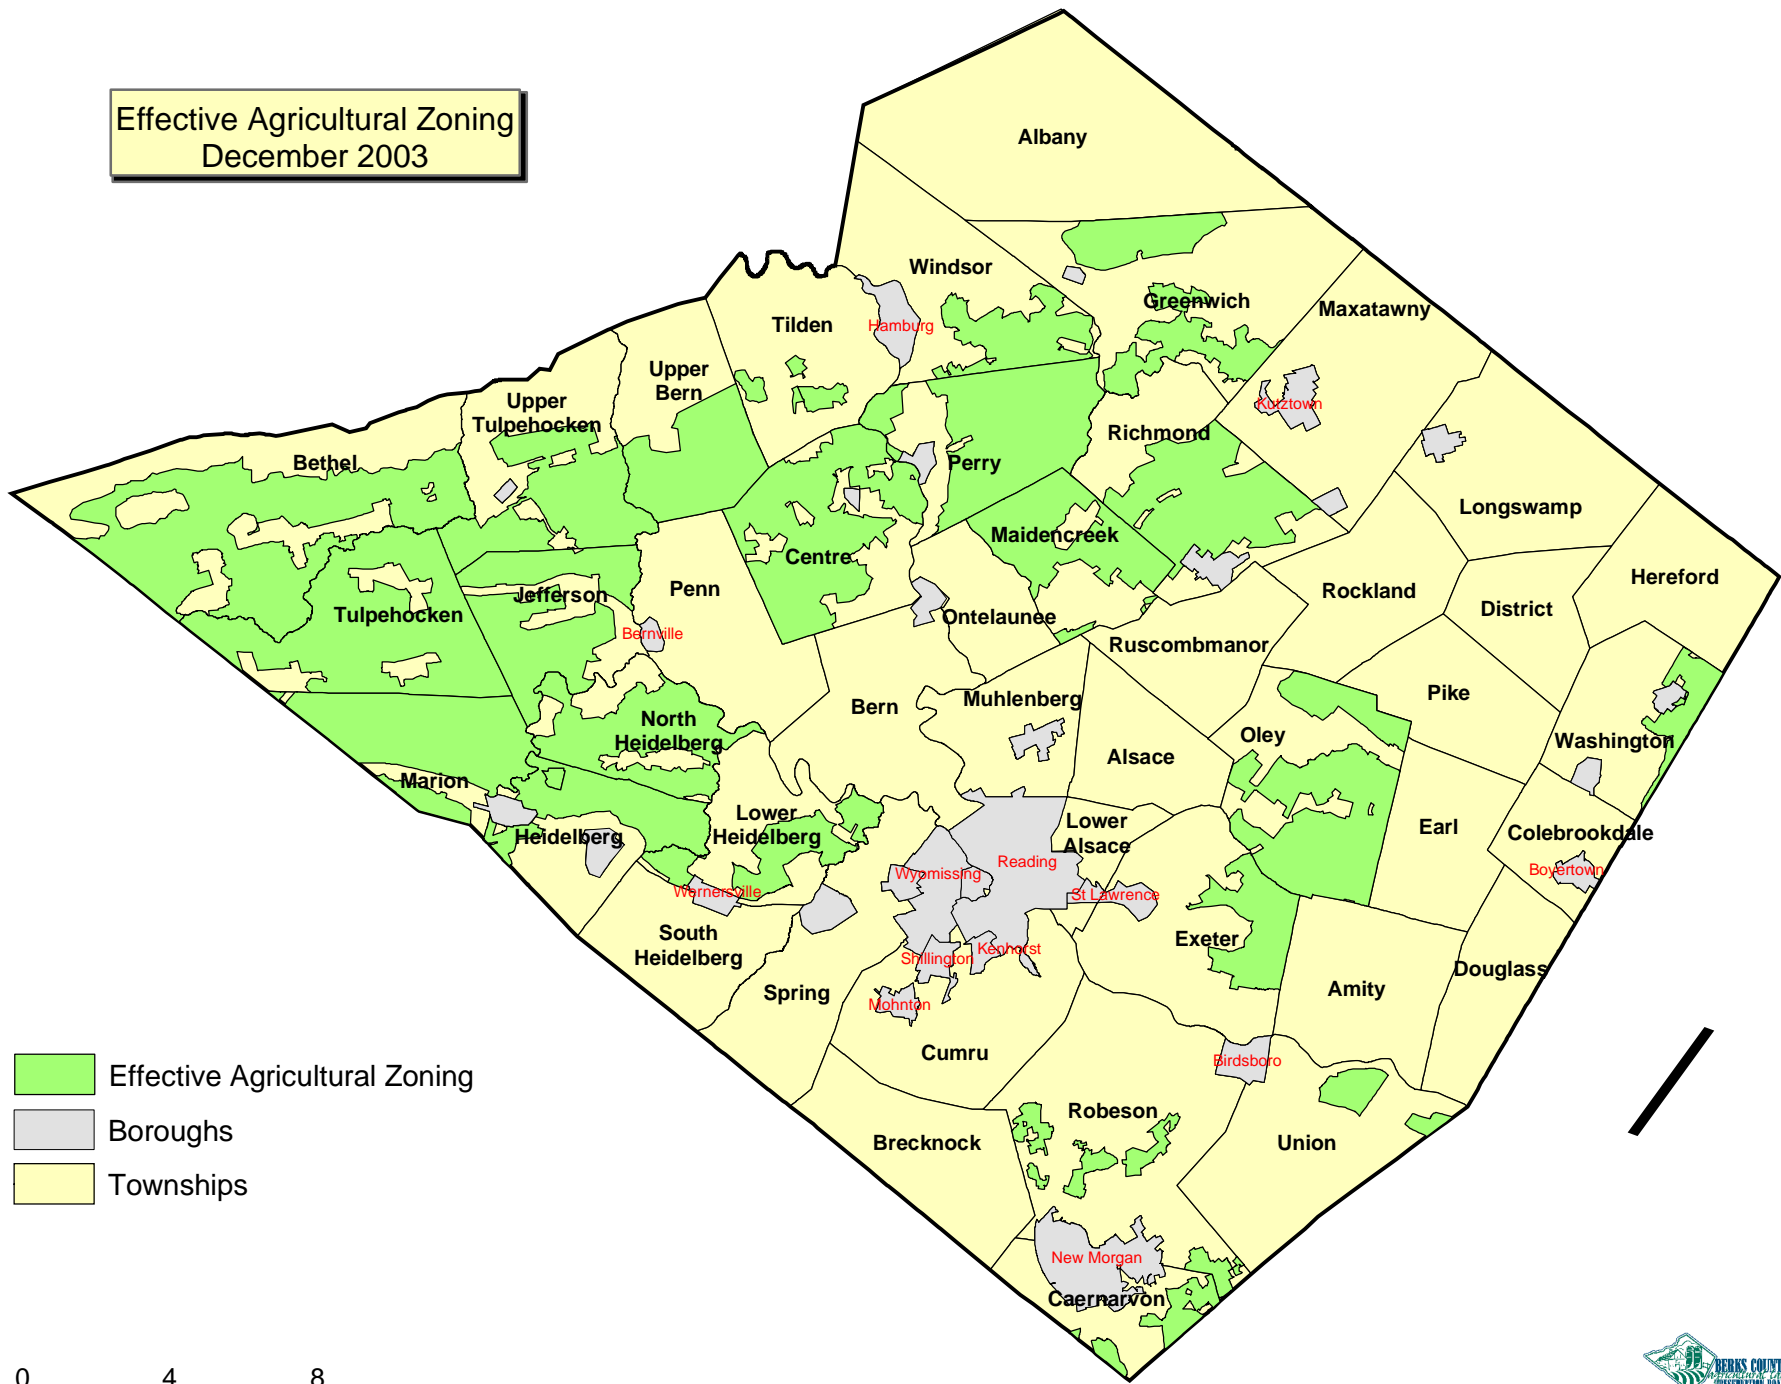 Effective Agricultural Zoning
December 2003
Albany
Windsor
Greenwich
Maxatawny
Tilden
Hamburg
Upper
Bern
Upper
Tulpehocken
Kutztown
Richmond
Bethel
Perry
Longswamp
Maidencreek
Centre
Hereford
Rockland
Penn
District
Jefferson
Tulpehocken
Ontelaunee
Bernville
Ruscombmanor
Pike
Muhlenberg
Bern
North
Heidelberg
Oley
Washington
Alsace
Marion
Lower
Heidelberg
Lower
Alsace
Earl
Colebrookdale
Heidelberg
Reading
Boyertown
Wyomissing
Wernersville
St Lawrence
South
Heidelberg
Exeter
Kenhorst
Shillington
Douglass
Spring
Amity
Mohnton
Cumru
Birdsboro
Effective Agricultural Zoning
Robeson
Boroughs
Brecknock
Union
Townships
New Morgan
Caernarvon
0 4 8
BERKS COUNT